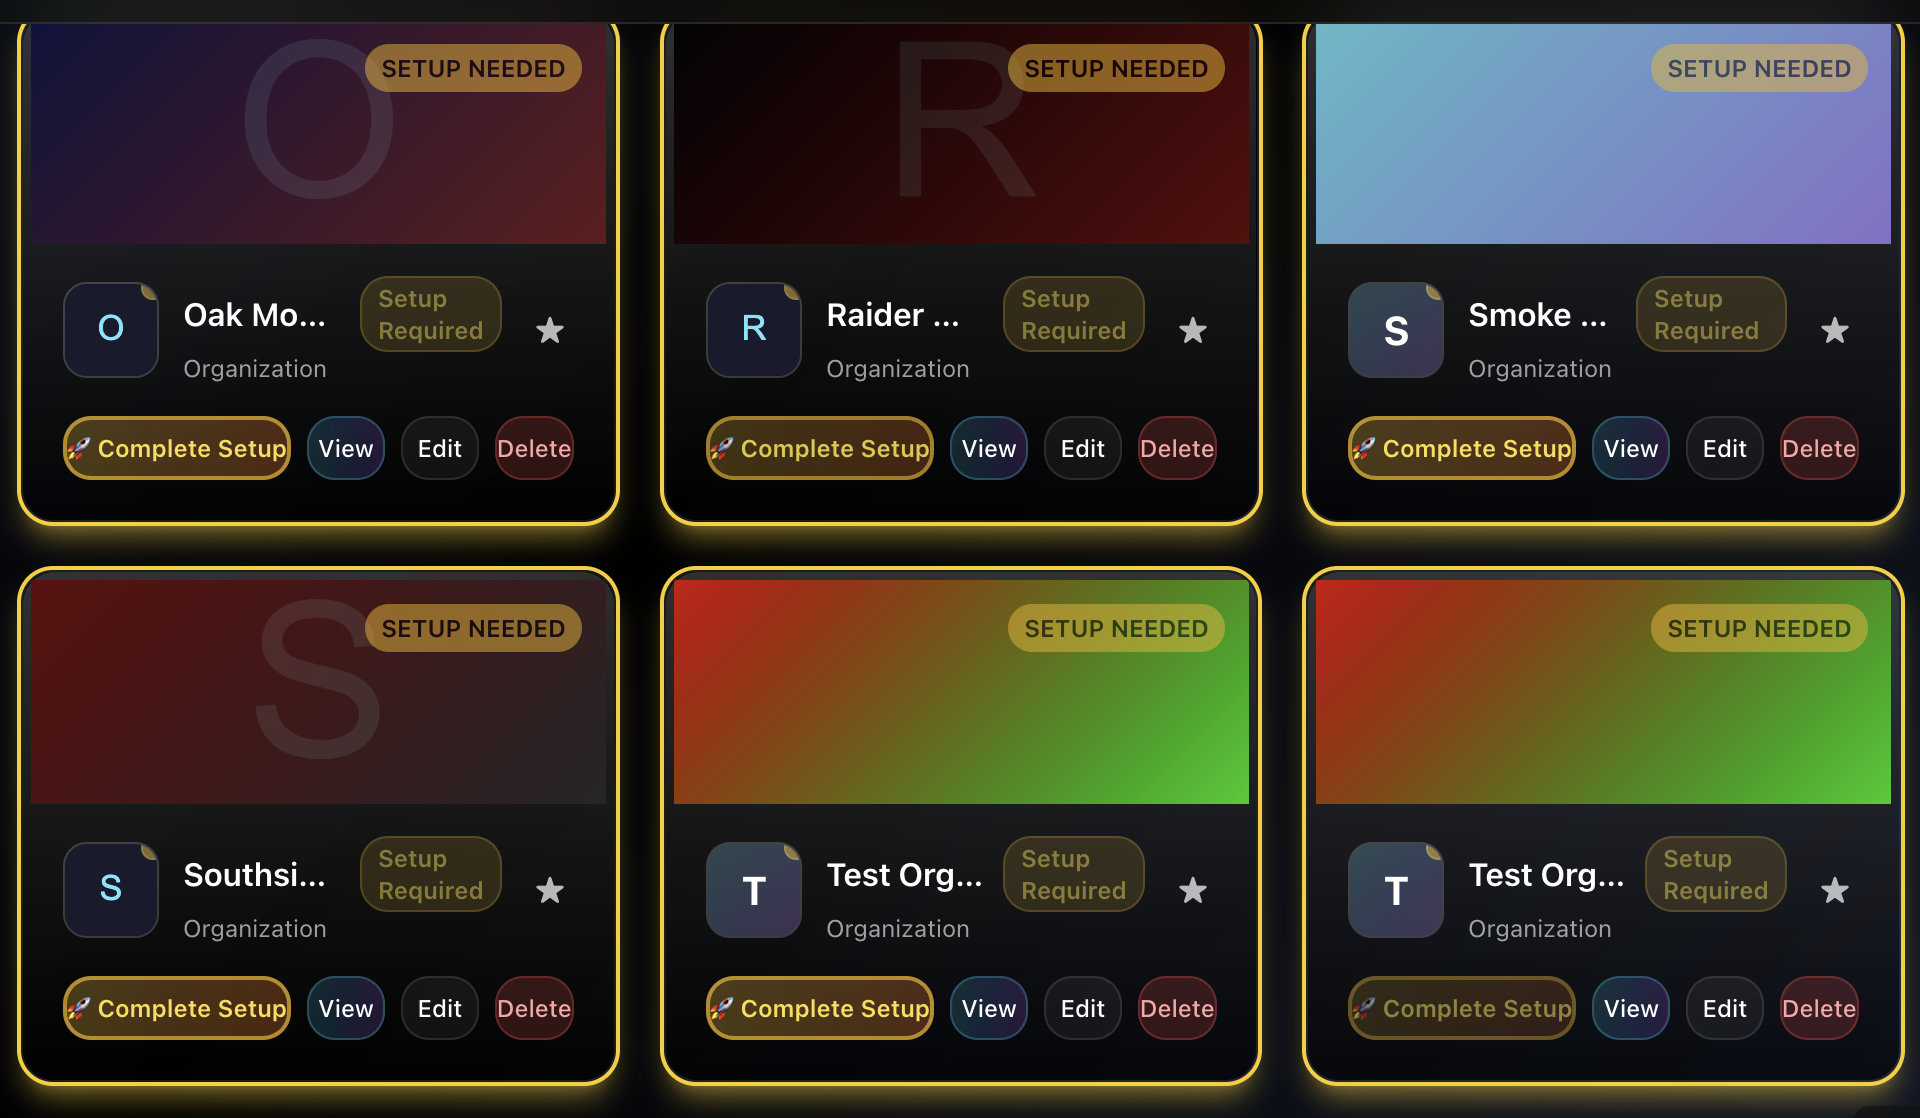 O
SETUP NEEDED
O
Oak Mo...
Setup
Required
Organization
🚀 Complete Setup
View
Edit
Delete
R
SETUP NEEDED
R
Raider ...
Setup
Required
Organization
🚀 Complete Setup
View
Edit
Delete
SETUP NEEDED
S
Smoke ...
Setup
Required
Organization
🚀 Complete Setup
View
Edit
Delete
S
SETUP NEEDED
S
Southsi...
Setup
Required
Organization
🚀 Complete Setup
View
Edit
Delete
SETUP NEEDED
T
Test Org...
Setup
Required
Organization
🚀 Complete Setup
View
Edit
Delete
SETUP NEEDED
T
Test Org...
Setup
Required
Organization
🚀 Complete Setup
View
Edit
Delete